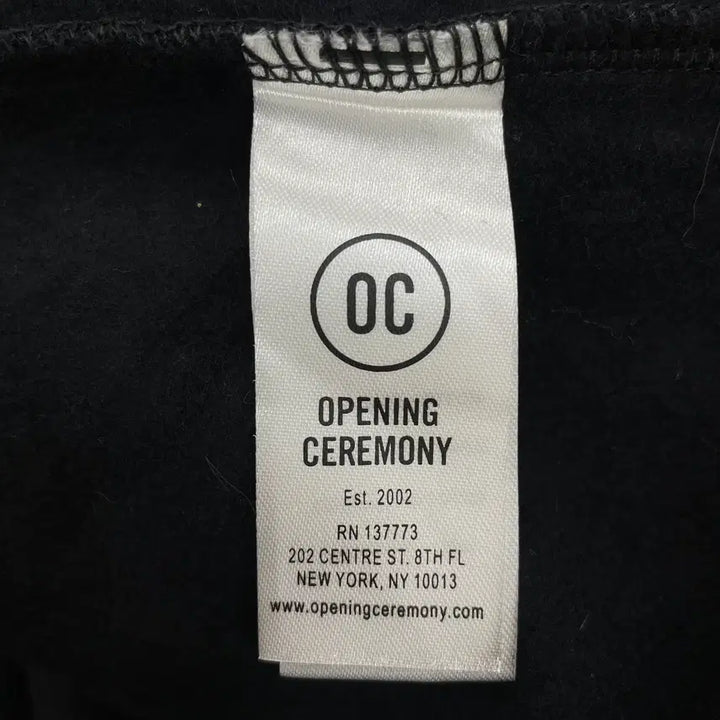 OC
OPENING
CEREMONY
Est. 2002
RN 137773
202 CENTRE ST. 8TH FL
NEW YORK, NY 10013
www.openingceremony.com